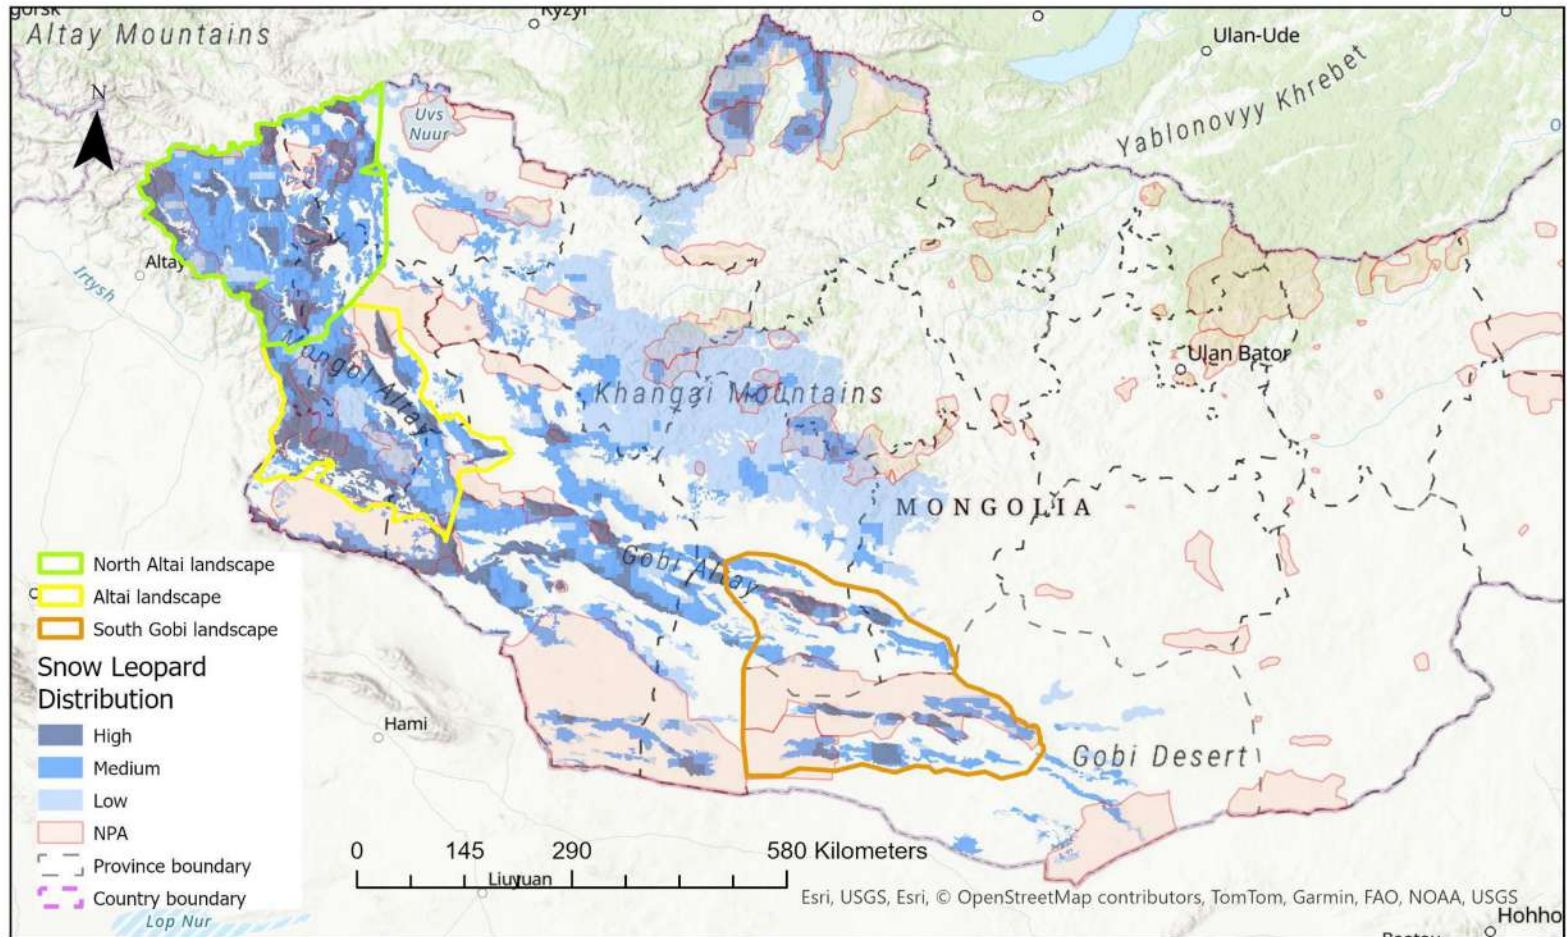 gorsk
Kyzyl
Altay Mountains
Ulan-Ude
N
Uvs
Nuur
Yablonovyy Khrebet
Altay
Irtysh
Mongol Altay
Ulan Bator
Khangai Mountains
MONGOLIA
Gobi Altay
North Altai landscape
Altai landscape
South Gobi landscape
Snow Leopard
Distribution
High
Medium
Low
NPA
Province boundary
Country boundary
Hami
Gobi Desert
0 145 290 580 Kilometers
Liuyuan
Esri, USGS, Esri, © OpenStreetMap contributors, TomTom, Garmin, FAO, NOAA, USGS
Lop Nur
Hohho